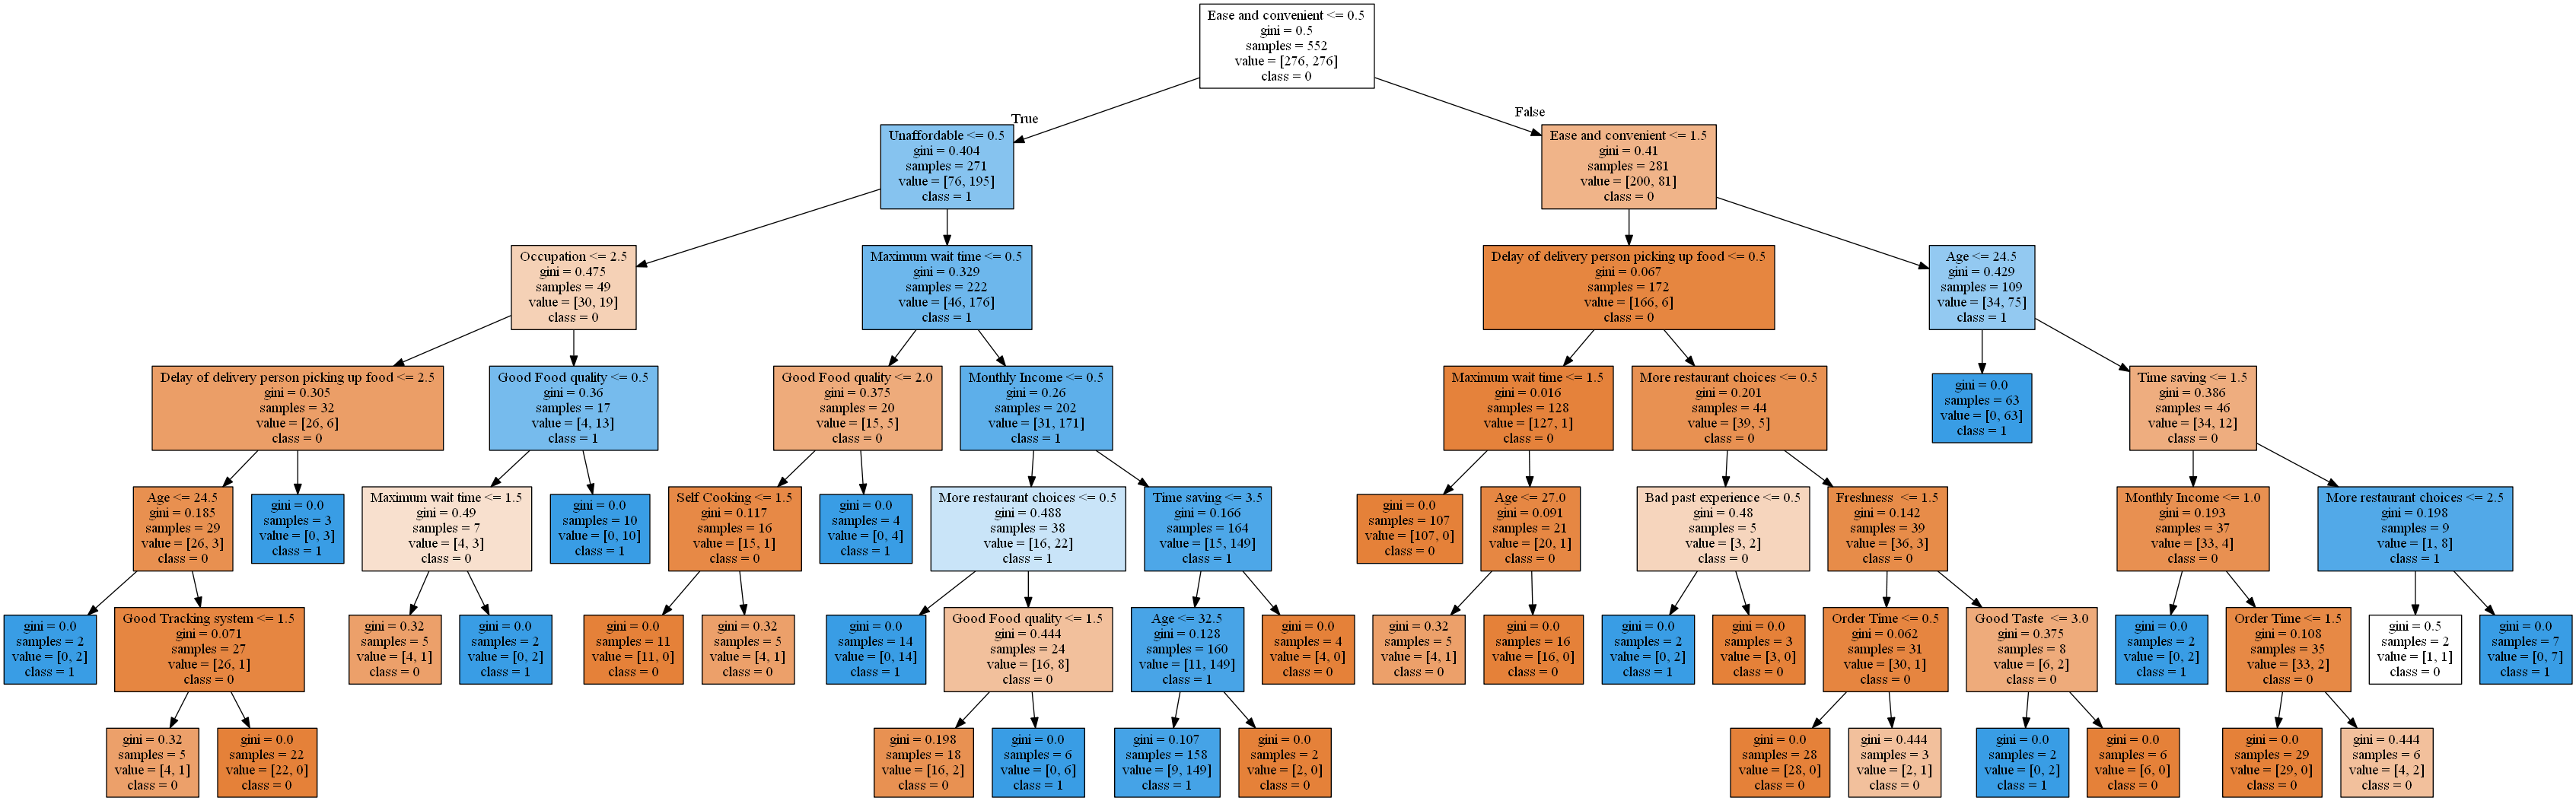 Ease and convenient <= 0.5
gini = 0.5
samples = 552
value = [276, 276]
class = 0
True
False
Unaffordable <= 0.5
gini = 0.404
samples = 271
value = [76, 195]
class = 1
Ease and convenient <= 1.5
gini = 0.41
samples = 281
value = [200, 81]
class = 0
Occupation <= 2.5
gini = 0.475
samples = 49
value = [30, 19]
class = 0
Maximum wait time <= 0.5
gini = 0.329
samples = 222
value = [46, 176]
class = 1
Delay of delivery person picking up food <= 0.5
gini = 0.067
samples = 172
value = [166, 6]
class = 0
Age <= 24.5
gini = 0.429
samples = 109
value = [34, 75]
class = 1
Delay of delivery person picking up food <= 2.5
gini = 0.305
samples = 32
value = [26, 6]
class = 0
Good Food quality <= 0.5
gini = 0.36
samples = 17
value = [4, 13]
class = 1
Good Food quality <= 2.0
gini = 0.375
samples = 20
value = [15, 5]
class = 0
Monthly Income <= 0.5
gini = 0.26
samples = 202
value = [31, 171]
class = 1
Maximum wait time <= 1.5
gini = 0.016
samples = 128
value = [127, 1]
class = 0
More restaurant choices <= 0.5
gini = 0.201
samples = 44
value = [39, 5]
class = 0
gini = 0.0
samples = 63
value = [0, 63]
class = 1
Time saving <= 1.5
gini = 0.386
samples = 46
value = [34, 12]
class = 0
Age <= 24.5
gini = 0.185
samples = 29
value = [26, 3]
class = 0
gini = 0.0
samples = 3
value = [0, 3]
class = 1
Maximum wait time <= 1.5
gini = 0.49
samples = 7
value = [4, 3]
class = 0
gini = 0.0
samples = 10
value = [0, 10]
class = 1
Self Cooking <= 1.5
gini = 0.117
samples = 16
value = [15, 1]
class = 0
gini = 0.0
samples = 4
value = [0, 4]
class = 1
More restaurant choices <= 0.5
gini = 0.488
samples = 38
value = [16, 22]
class = 1
Time saving <= 3.5
gini = 0.166
samples = 164
value = [15, 149]
class = 1
gini = 0.0
samples = 107
value = [107, 0]
class = 0
Age <= 27.0
gini = 0.091
samples = 21
value = [20, 1]
class = 0
Bad past experience <= 0.5
gini = 0.48
samples = 5
value = [3, 2]
class = 0
Freshness  <= 1.5
gini = 0.142
samples = 39
value = [36, 3]
class = 0
Monthly Income <= 1.0
gini = 0.193
samples = 37
value = [33, 4]
class = 0
More restaurant choices <= 2.5
gini = 0.198
samples = 9
value = [1, 8]
class = 1
gini = 0.0
samples = 2
value = [0, 2]
class = 1
Good Tracking system <= 1.5
gini = 0.071
samples = 27
value = [26, 1]
class = 0
gini = 0.32
samples = 5
value = [4, 1]
class = 0
gini = 0.0
samples = 2
value = [0, 2]
class = 1
gini = 0.0
samples = 11
value = [11, 0]
class = 0
gini = 0.32
samples = 5
value = [4, 1]
class = 0
gini = 0.0
samples = 14
value = [0, 14]
class = 1
Good Food quality <= 1.5
gini = 0.444
samples = 24
value = [16, 8]
class = 0
Age <= 32.5
gini = 0.128
samples = 160
value = [11, 149]
class = 1
gini = 0.0
samples = 4
value = [4, 0]
class = 0
gini = 0.32
samples = 5
value = [4, 1]
class = 0
gini = 0.0
samples = 16
value = [16, 0]
class = 0
gini = 0.0
samples = 2
value = [0, 2]
class = 1
gini = 0.0
samples = 3
value = [3, 0]
class = 0
Order Time <= 0.5
gini = 0.062
samples = 31
value = [30, 1]
class = 0
Good Taste  <= 3.0
gini = 0.375
samples = 8
value = [6, 2]
class = 0
gini = 0.0
samples = 2
value = [0, 2]
class = 1
Order Time <= 1.5
gini = 0.108
samples = 35
value = [33, 2]
class = 0
gini = 0.5
samples = 2
value = [1, 1]
class = 0
gini = 0.0
samples = 7
value = [0, 7]
class = 1
gini = 0.32
samples = 5
value = [4, 1]
class = 0
gini = 0.0
samples = 22
value = [22, 0]
class = 0
gini = 0.198
samples = 18
value = [16, 2]
class = 0
gini = 0.0
samples = 6
value = [0, 6]
class = 1
gini = 0.107
samples = 158
value = [9, 149]
class = 1
gini = 0.0
samples = 2
value = [2, 0]
class = 0
gini = 0.0
samples = 28
value = [28, 0]
class = 0
gini = 0.444
samples = 3
value = [2, 1]
class = 0
gini = 0.0
samples = 2
value = [0, 2]
class = 1
gini = 0.0
samples = 6
value = [6, 0]
class = 0
gini = 0.0
samples = 29
value = [29, 0]
class = 0
gini = 0.444
samples = 6
value = [4, 2]
class = 0